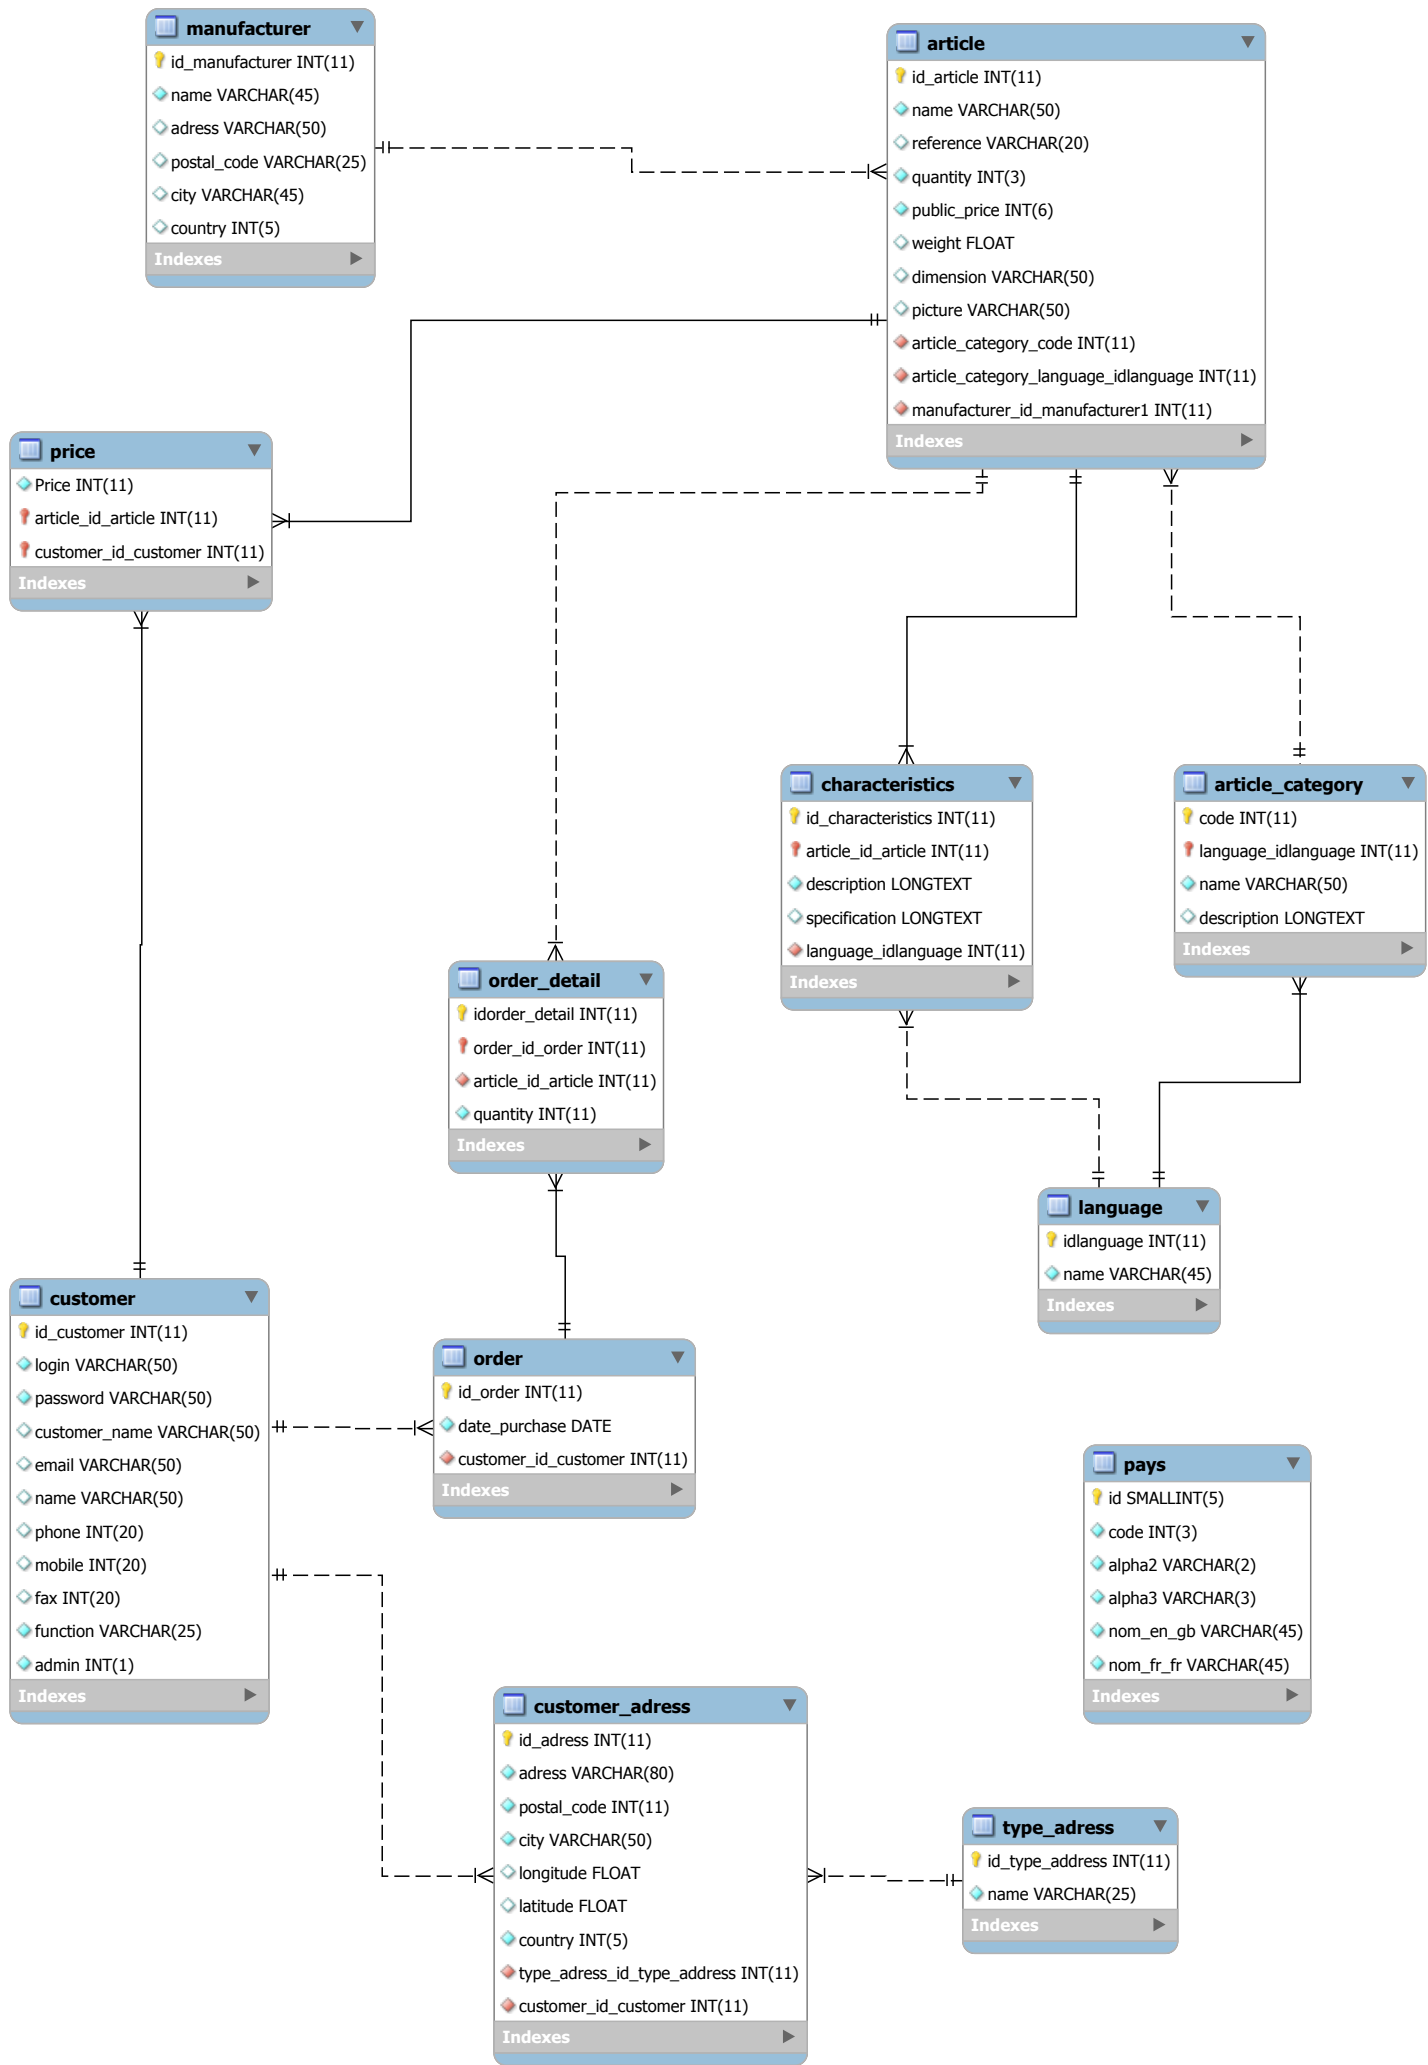 manufacturer
id_manufacturer INT(11)
name VARCHAR(45)
adress VARCHAR(50)
postal_code VARCHAR(25)
city VARCHAR(45)
country INT(5)
Indexes
article
id_article INT(11)
name VARCHAR(50)
reference VARCHAR(20)
quantity INT(3)
public_price INT(6)
weight FLOAT
dimension VARCHAR(50)
picture VARCHAR(50)
article_category_code INT(11)
article_category_language_idlanguage INT(11)
manufacturer_id_manufacturer1 INT(11)
Indexes
price
Price INT(11)
article_id_article INT(11)
customer_id_customer INT(11)
Indexes
characteristics
id_characteristics INT(11)
article_id_article INT(11)
description LONGTEXT
specification LONGTEXT
language_idlanguage INT(11)
Indexes
article_category
code INT(11)
language_idlanguage INT(11)
name VARCHAR(50)
description LONGTEXT
Indexes
order_detail
idorder_detail INT(11)
order_id_order INT(11)
article_id_article INT(11)
quantity INT(11)
Indexes
language
idlanguage INT(11)
name VARCHAR(45)
Indexes
customer
id_customer INT(11)
login VARCHAR(50)
password VARCHAR(50)
customer_name VARCHAR(50)
email VARCHAR(50)
name VARCHAR(50)
phone INT(20)
mobile INT(20)
fax INT(20)
function VARCHAR(25)
admin INT(1)
Indexes
order
id_order INT(11)
date_purchase DATE
customer_id_customer INT(11)
Indexes
pays
id SMALLINT(5)
code INT(3)
alpha2 VARCHAR(2)
alpha3 VARCHAR(3)
nom_en_gb VARCHAR(45)
nom_fr_fr VARCHAR(45)
Indexes
customer_adress
id_adress INT(11)
adress VARCHAR(80)
postal_code INT(11)
city VARCHAR(50)
longitude FLOAT
latitude FLOAT
country INT(5)
type_adress_id_type_address INT(11)
customer_id_customer INT(11)
Indexes
type_adress
id_type_address INT(11)
name VARCHAR(25)
Indexes